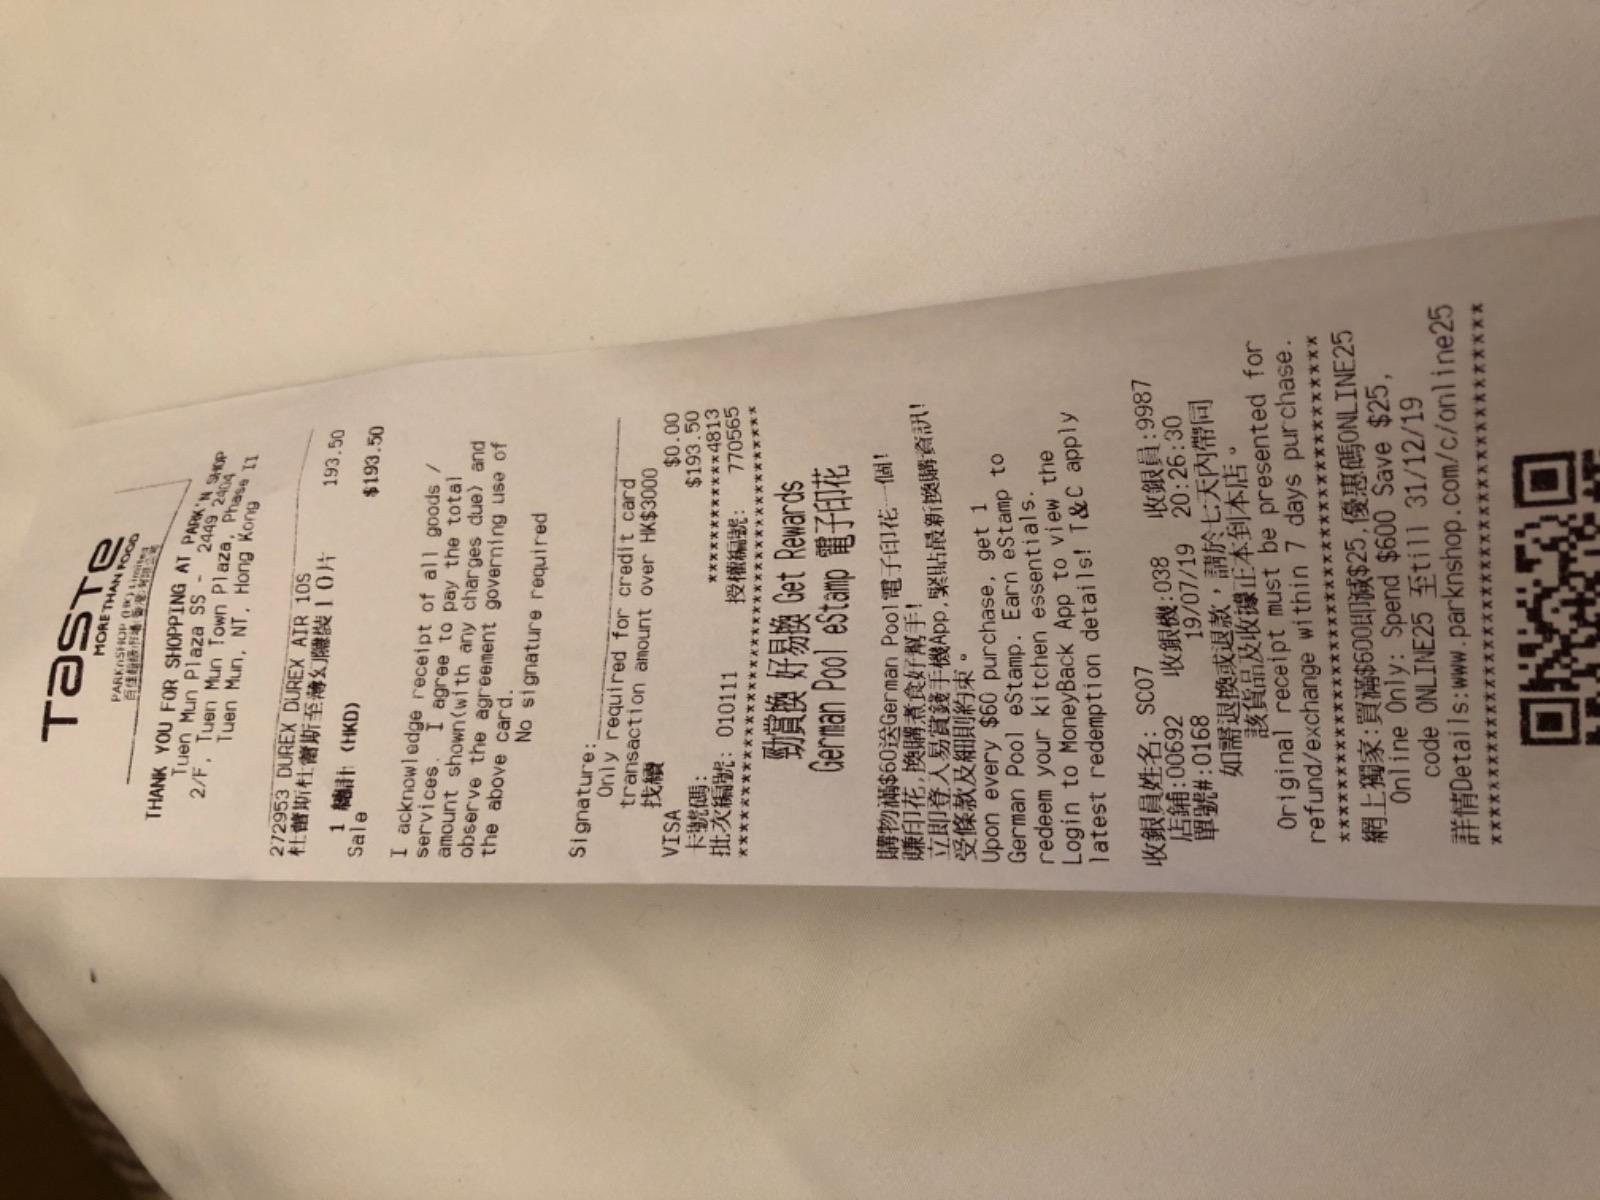 Taste
MORE THAN FOOD
PARKnSHOP (HK) Limited
百佳超級市場(香港)有限公司
THANK YOU FOR SHOPPING AT PARK'N SHOP
Tuen Mun Plaza SS - 2449 2404
2/F, Tuen Mun Town Plaza, Phase 11
Tuen Mun, NT, Hong Kong
272953 DUREX DUREX AIR 10S 193.50
杜蕾斯杜蕾斯至薄幻隱裝10片
1 總計 (HKD) $193.50
Sale
I acknowledge receipt of all goods /
services. I agree to pay the total
amount shown(with any charges due) and
observe the agreement governing use of
the above card.
No signature required
Signature:
Only required for credit card
transaction amount over HK$3000
找續 $0.00
VISA $193.50
卡號碼: ************4813
批次編號: 010111 授權編號: 770565
**************************************
勁賞換 好易換 Get Rewards
German Pool eStamp 電子印花
購物滿$60送German Pool電子印花一個!
賺印花,換購煮食好幫手!
立即登入易賞錢手機App,緊貼最新換購資訊!
受條款及細則約束。
Upon every $60 purchase, get 1
German Pool eStamp. Earn eStamp to
redeem your kitchen essentials.
Login to MoneyBack App to view the
latest redemption details! T&C apply
收銀員姓名: SC07
店鋪:00692 收銀機:038 收銀員:9987
單號#:0168 19/07/19 20:26:30
如需退換或退款，請於七天內帶同
該貨品及收據正本到本店。
Original receipt must be presented for
refund/exchange within 7 days purchase.
**************************************
網上獨家:買滿$600即減$25,優惠碼ONLINE25
Online Only: Spend $600 Save $25,
code ONLINE25 至till 31/12/19
詳情Details:www.parknshop.com/c/online25
**************************************